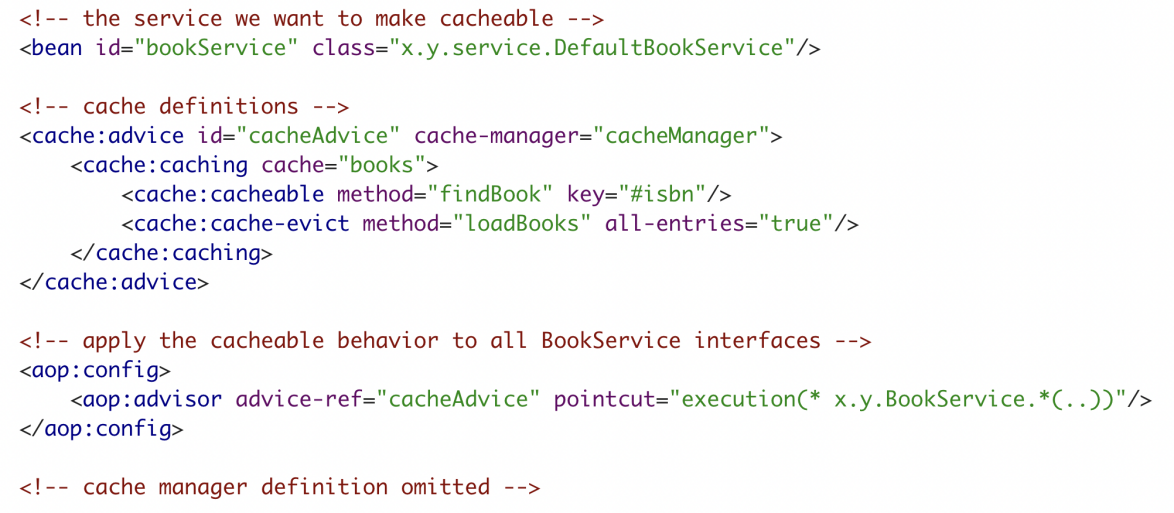 <!-- the service we want to make cacheable -->
<bean id="bookService" class="x.y.service.DefaultBookService"/>

<!-- cache definitions -->
<cache:advice id="cacheAdvice" cache-manager="cacheManager">
    <cache:caching cache="books">
        <cache:cacheable method="findBook" key="#isbn"/>
        <cache:cache-evict method="loadBooks" all-entries="true"/>
    </cache:caching>
</cache:advice>

<!-- apply the cacheable behavior to all BookService interfaces -->
<aop:config>
    <aop:advisor advice-ref="cacheAdvice" pointcut="execution(* x.y.BookService.*(..))"/>
</aop:config>

<!-- cache manager definition omitted -->